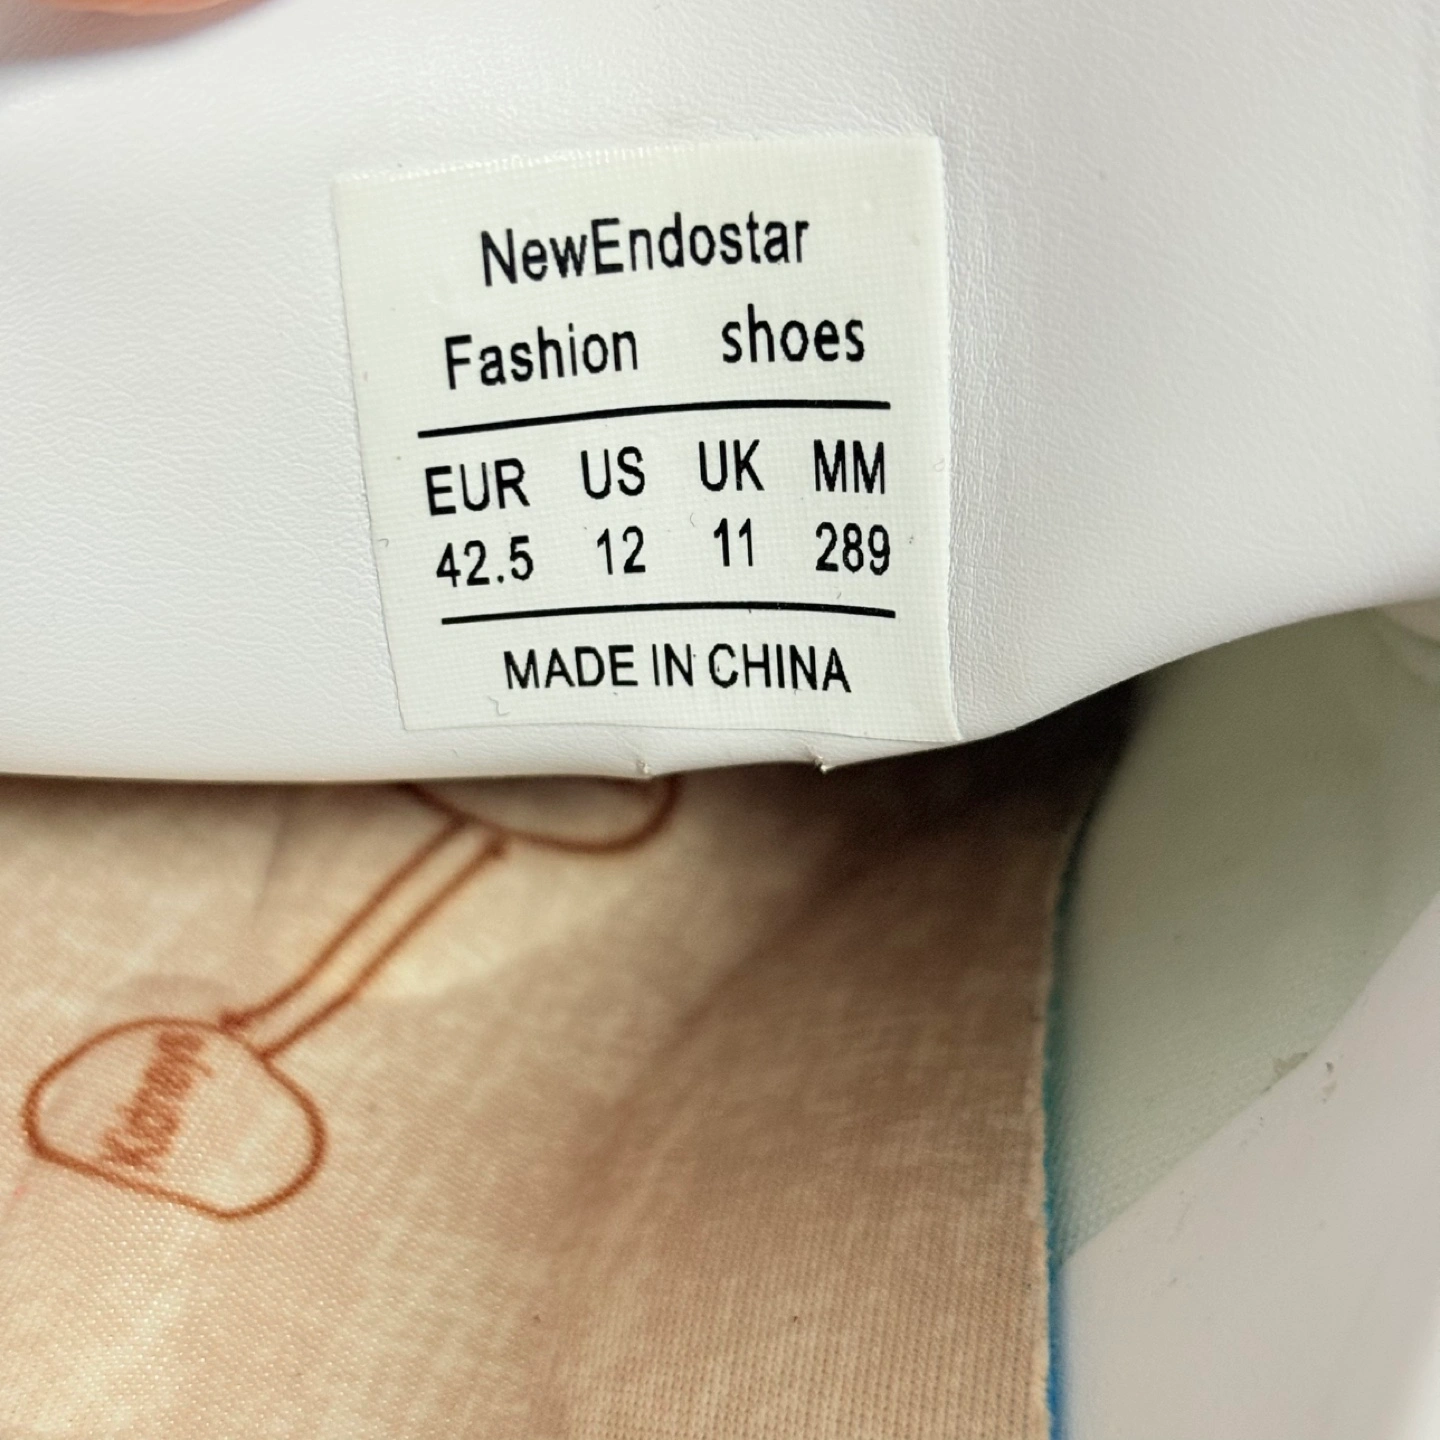 NewEndostar
Fashion shoes
EUR US UK MM
42.5 12 11 289
MADE IN CHINA